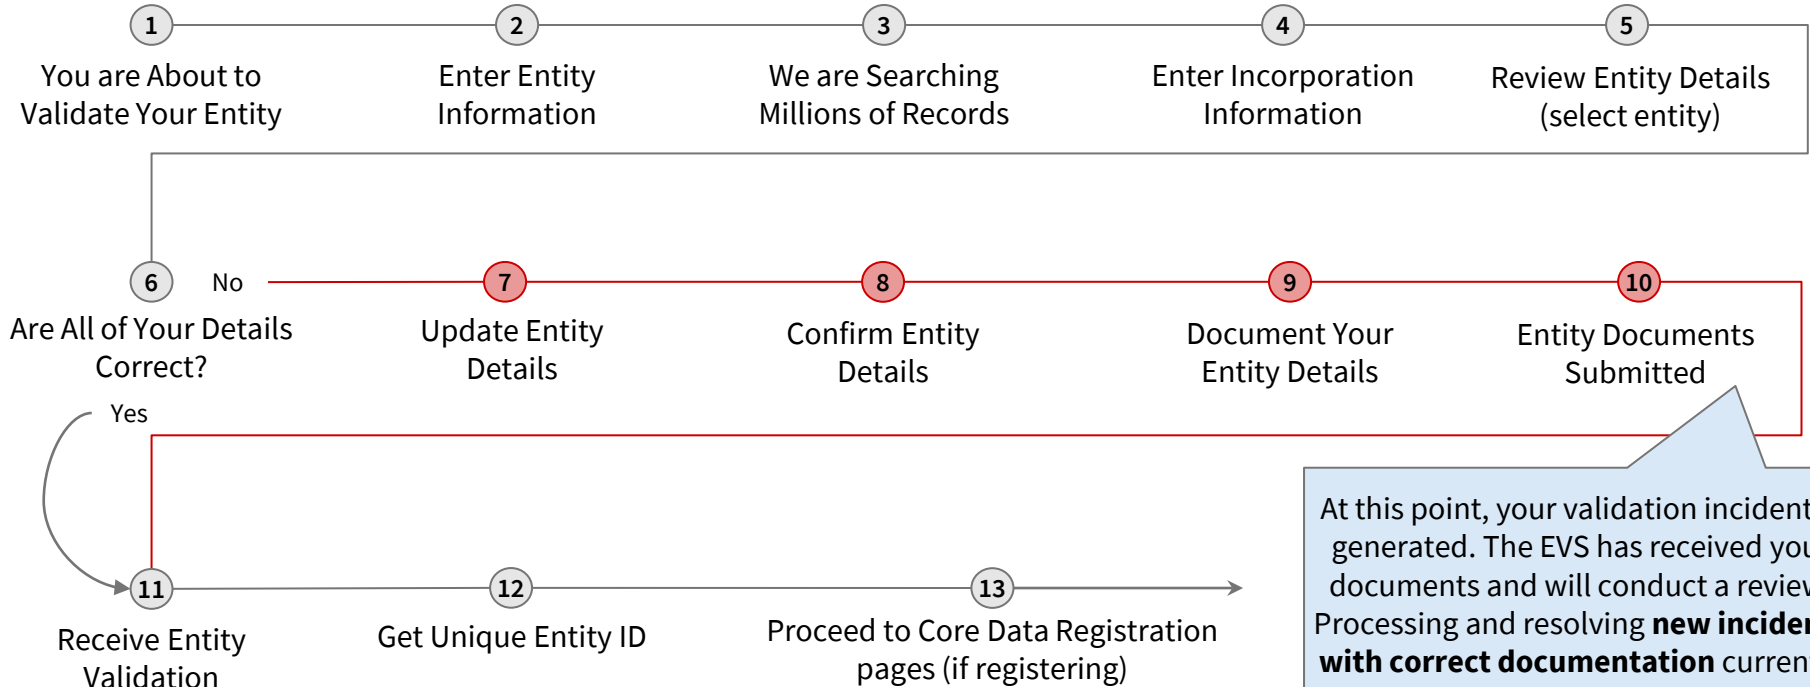 1
You are About to
Validate Your Entity
2
Enter Entity
Information
3
We are Searching
Millions of Records
4
Enter Incorporation
Information
5
Review Entity Details
(select entity)
6
No
Are All of Your Details
Correct?
Yes
7
Update Entity
Details
8
Confirm Entity
Details
9
Document Your
Entity Details
10
Entity Documents
Submitted
At this point, your validation incident
generated. The EVS has received
documents and will conduct a review
Processing and resolving new
with correct documentation
11
Receive Entity
Validation
12
Get Unique Entity ID
13
Proceed to Core Data Registration
pages (if registering)